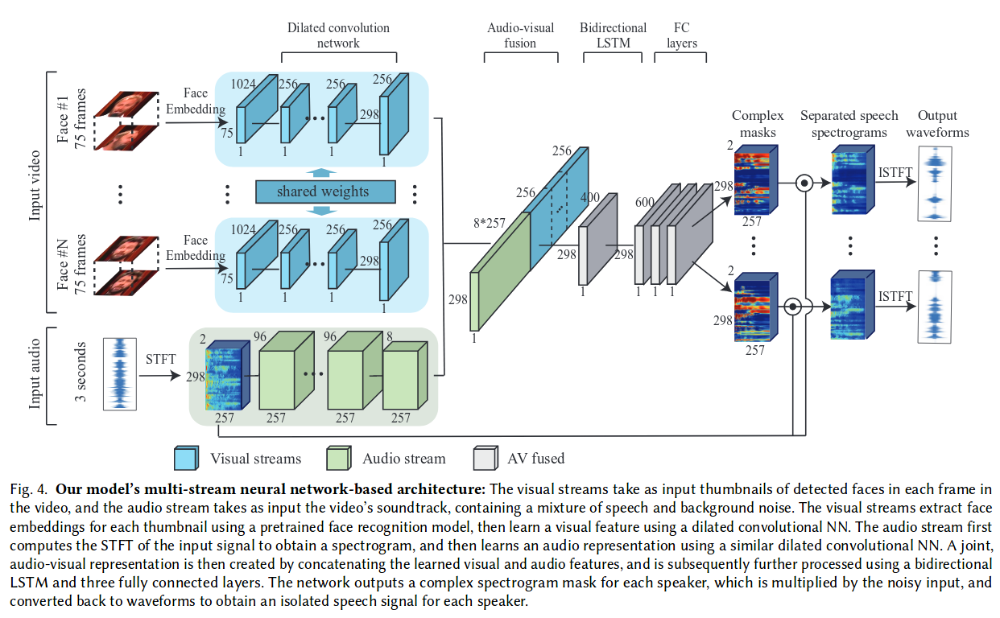 Dilated convolution
network
Audio-visual
fusion
Bidirectional
LSTM
FC
layers
Input video
Face #1
75 frames
Face
Embedding
1024
256
256
256
75
298
1
1
1
1
shared weights
Face #N
75 frames
Face
Embedding
1024
256
256
256
75
298
1
1
1
1
Input audio
3 seconds
STFT
2
96
96
8
298
257
257
257
257
8*257
256
256
298
1
400
298
1
600
298
1
1
1
Complex
masks
Separated speech
spectrograms
Output
waveforms
2
298
257
ISTFT
2
298
257
ISTFT
Visual streams
Audio stream
AV fused
Fig. 4. Our model's multi-stream neural network-based architecture: The visual streams take as input thumbnails of detected faces in each frame in
the video, and the audio stream takes as input the video's soundtrack, containing a mixture of speech and background noise. The visual streams extract face
embeddings for each thumbnail using a pretrained face recognition model, then learn a visual feature using a dilated convolutional NN. The audio stream first
computes the STFT of the input signal to obtain a spectrogram, and then learns an audio representation using a similar dilated convolutional NN. A joint,
audio-visual representation is then created by concatenating the learned visual and audio features, and is subsequently further processed using a bidirectional
LSTM and three fully connected layers. The network outputs a complex spectrogram mask for each speaker, which is multiplied by the noisy input, and
converted back to waveforms to obtain an isolated speech signal for each speaker.